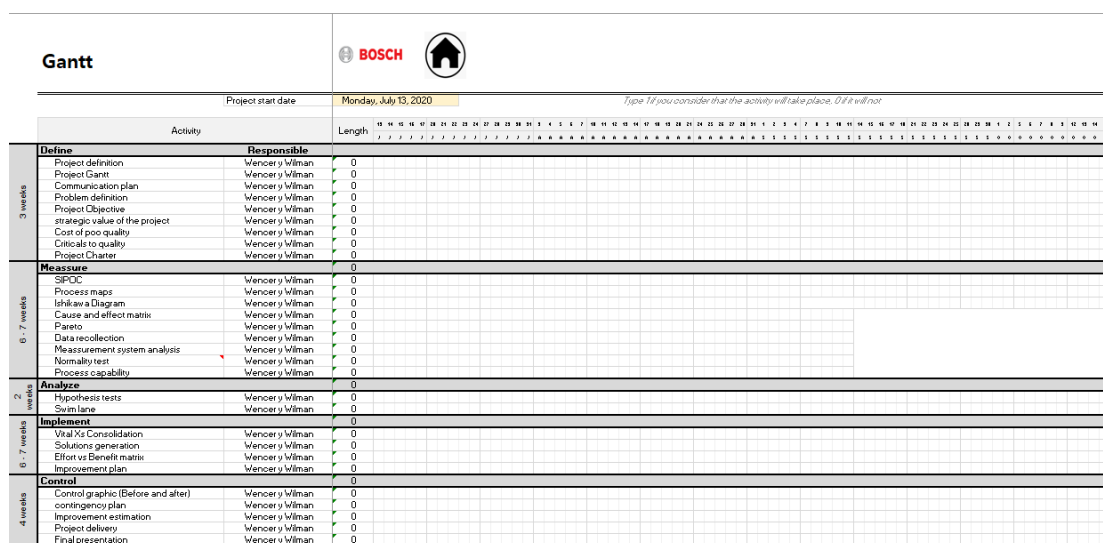 Gantt
BOSCH
Project start date Monday, July 13, 2020 Type 1 if you consider that the activity will take place, 0 if it will not
Activity Length
Define Responsible
3 weeks
Project definition Wencer y Wilman 0
Project Gantt Wencer y Wilman 0
Communication plan Wencer y Wilman 0
Problem definition Wencer y Wilman 0
Project Objective Wencer y Wilman 0
strategic value of the project Wencer y Wilman 0
Cost of poo quality Wencer y Wilman 0
Criticals to quality Wencer y Wilman 0
Project Charter Wencer y Wilman 0
Meassure 0
6 - 7 weeks
SIPOC Wencer y Wilman 0
Process maps Wencer y Wilman 0
Ishikawa Diagram Wencer y Wilman 0
Cause and effect matrix Wencer y Wilman 0
Pareto Wencer y Wilman 0
Data recollection Wencer y Wilman 0
Meassurement system analysis Wencer y Wilman 0
Normality test Wencer y Wilman 0
Process capability Wencer y Wilman 0
Analyze 0
2 weeks
Hypothesis tests Wencer y Wilman 0
Swim lane Wencer y Wilman 0
Implement 0
6 - 7 weeks
Vital Xs Consolidation Wencer y Wilman 0
Solutions generation Wencer y Wilman 0
Effort vs Benefit matrix Wencer y Wilman 0
Improvement plan Wencer y Wilman 0
Control 0
4 weeks
Control graphic (Before and after) Wencer y Wilman 0
contingency plan Wencer y Wilman 0
Improvement estimation Wencer y Wilman 0
Project delivery Wencer y Wilman 0
Final presentation Wencer y Wilman 0